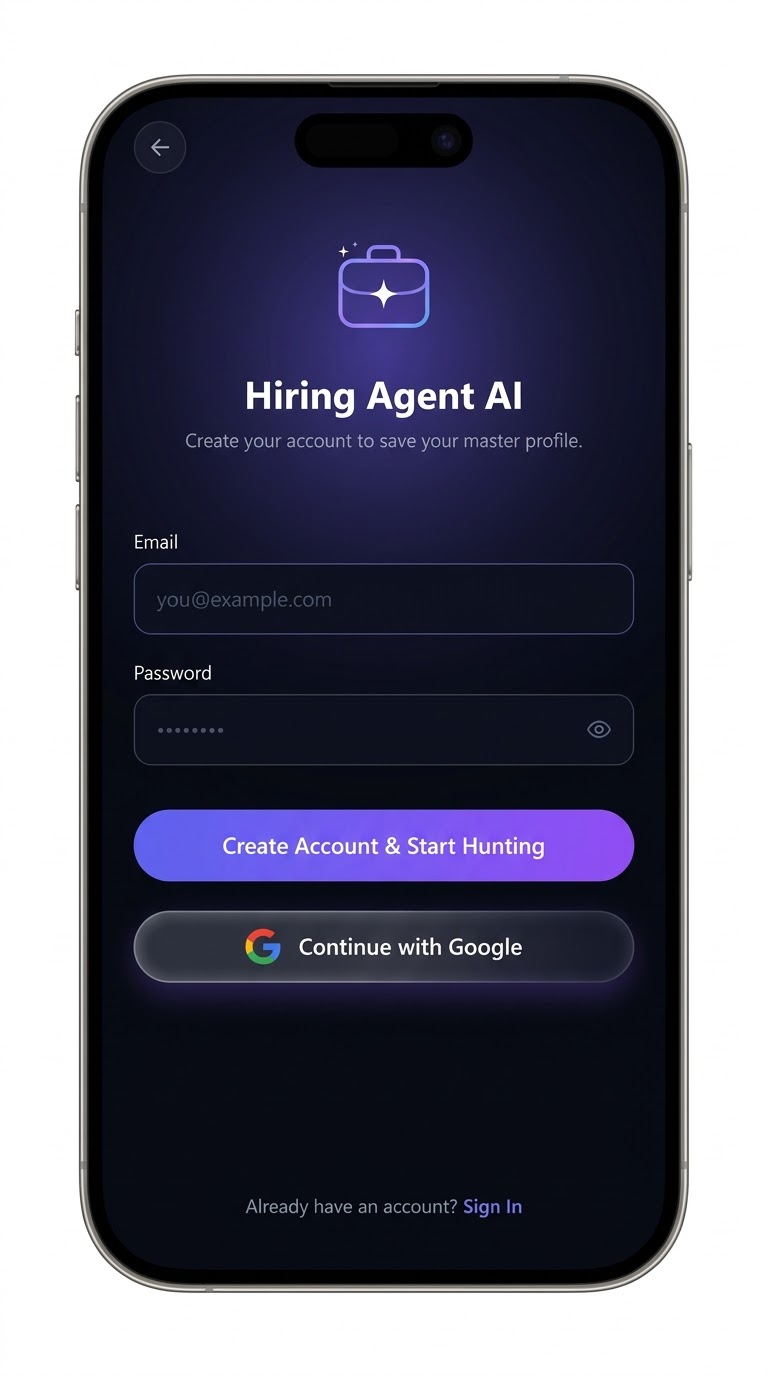 Hiring Agent AI
Create your account to save your master profile.
Email
you@example.com
Password
••••••••
Create Account & Start Hunting
Continue with Google
Already have an account? Sign In